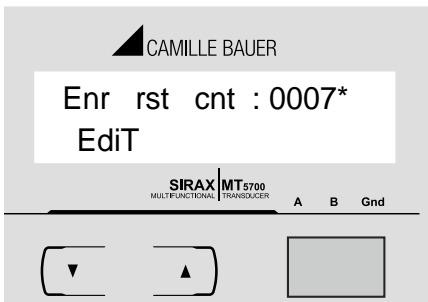 CAMILLE BAUER
Enr rst cnt : 0007*
EdiT
SIRAX MT5700
MULTIFUNCTIONAL TRANSDUCER
A B Gnd